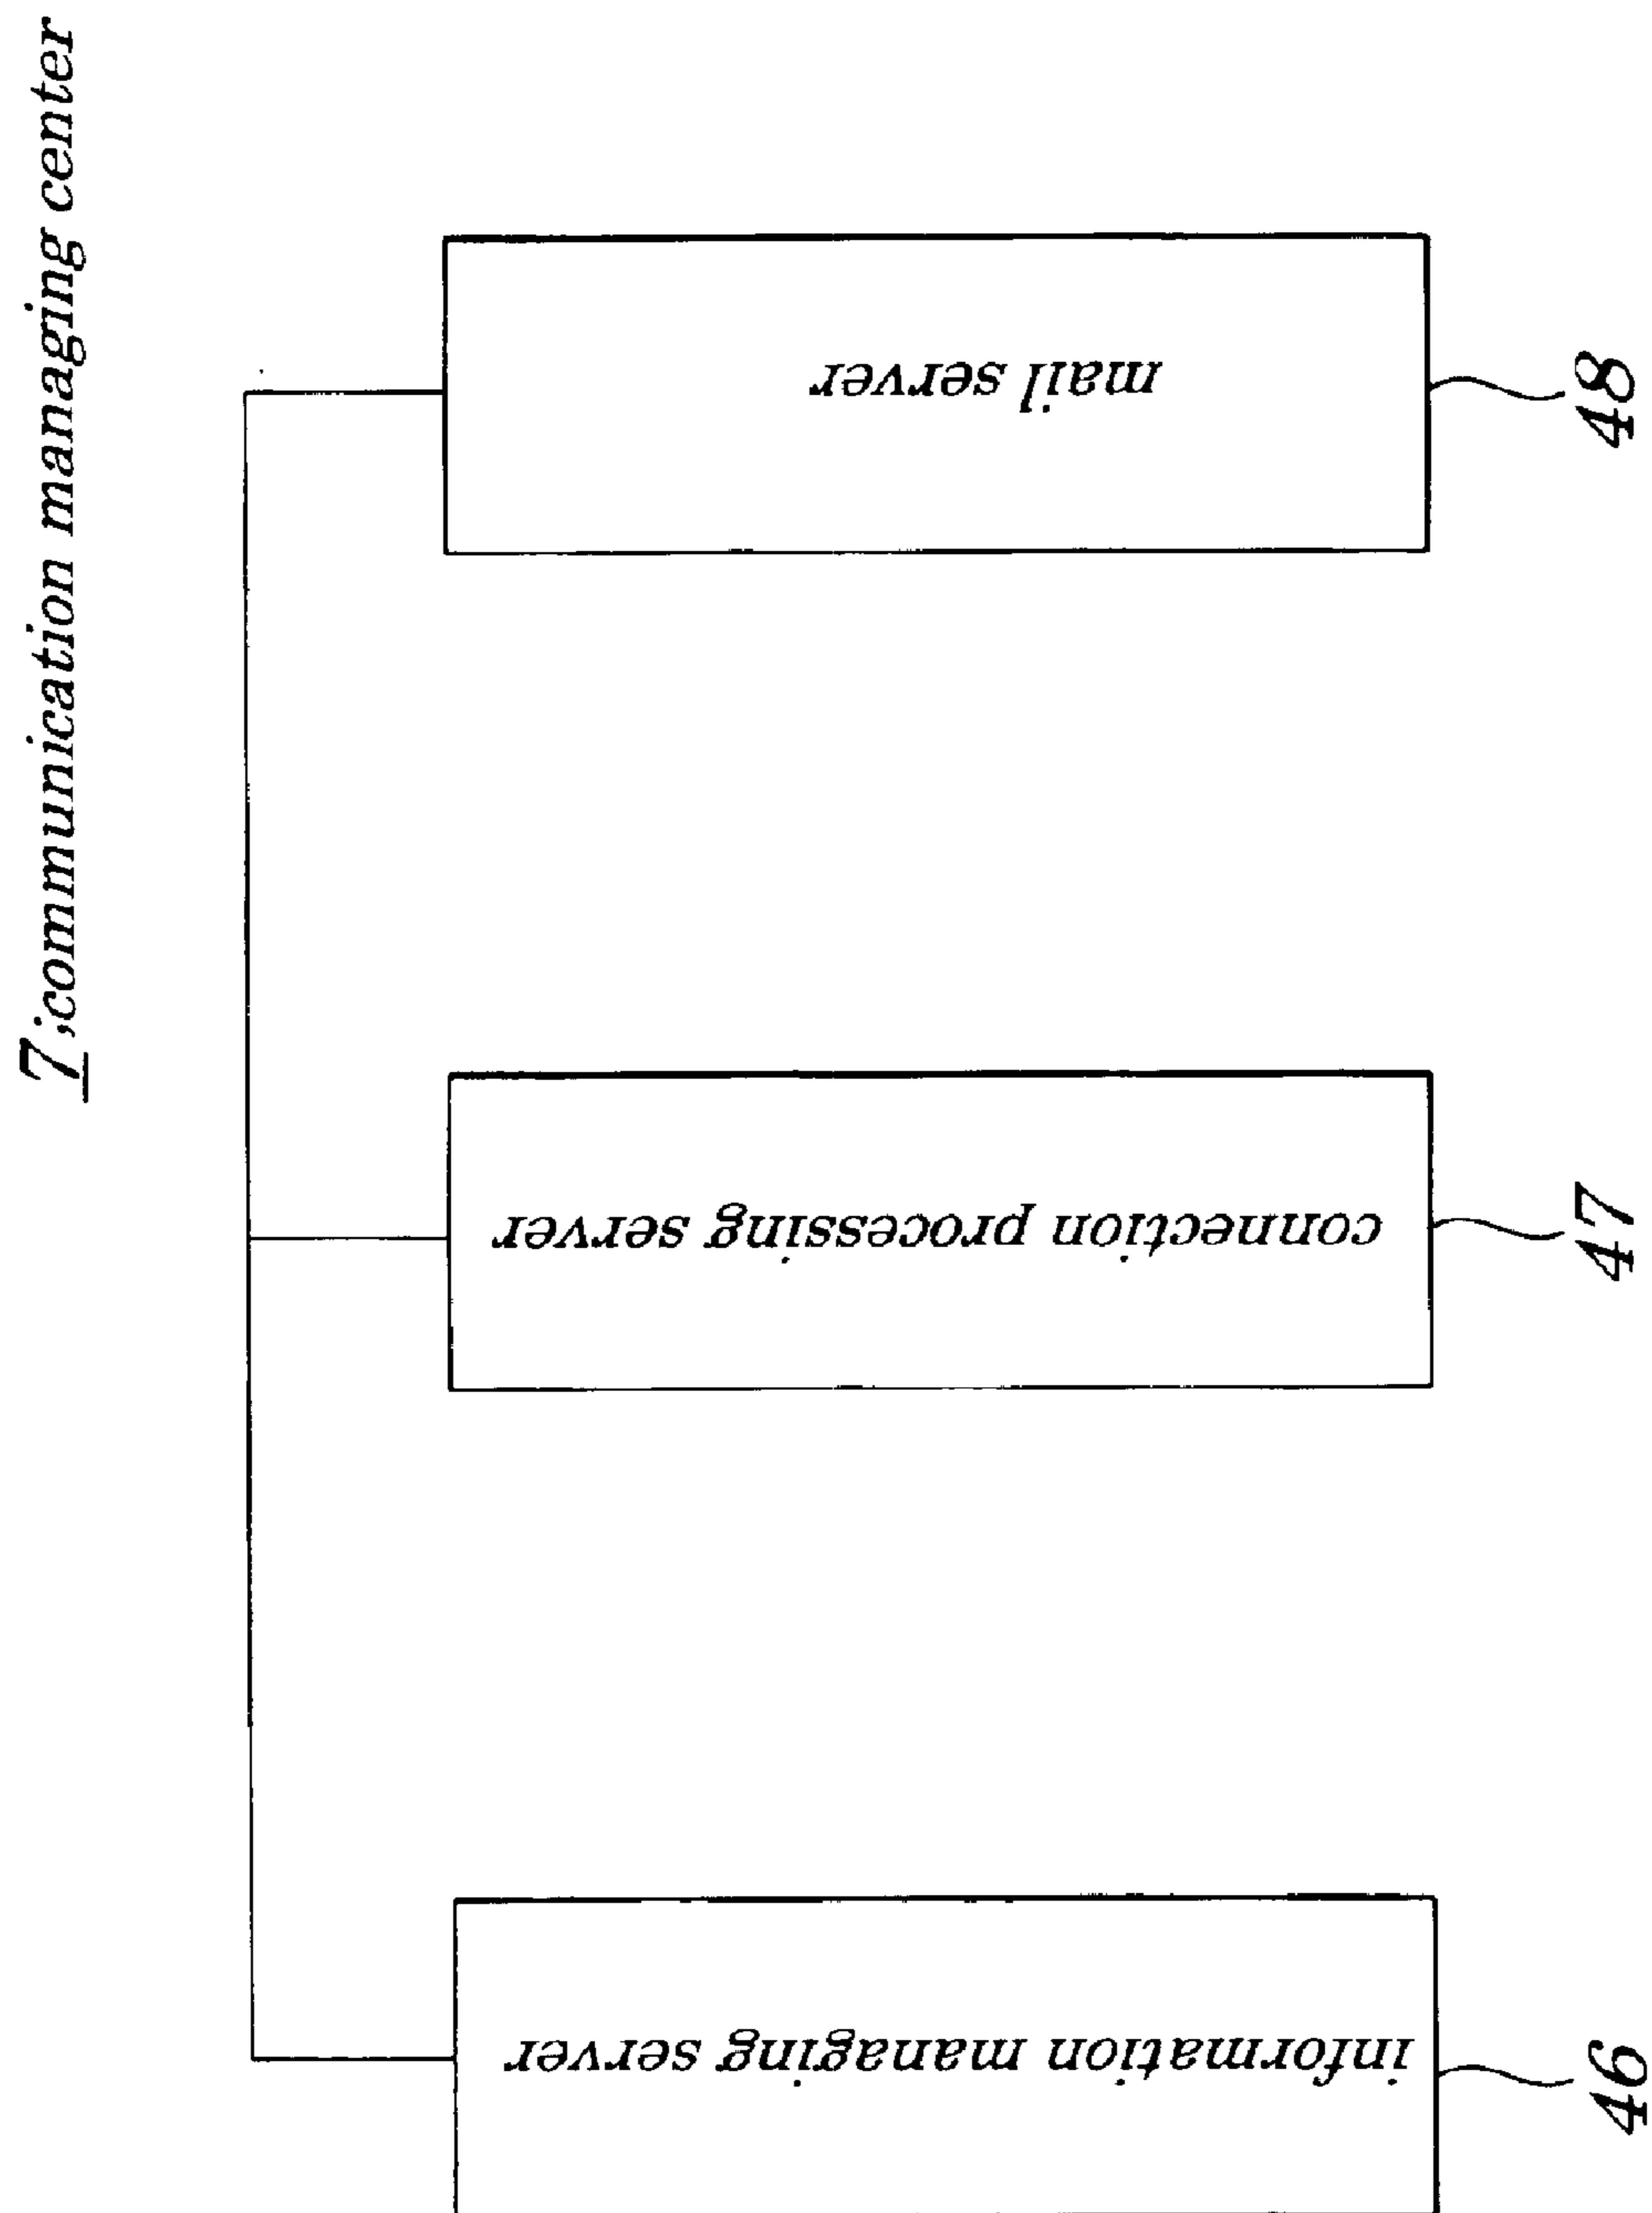 7;communication managing center
information managing server
46
connection processing server
47
mail server
48